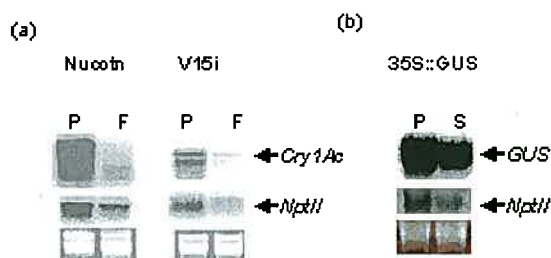 (a)
(b)
Nucotn V15i 35S::GUS
P F P F P S
Cry1Ac GUS
NptII NptII